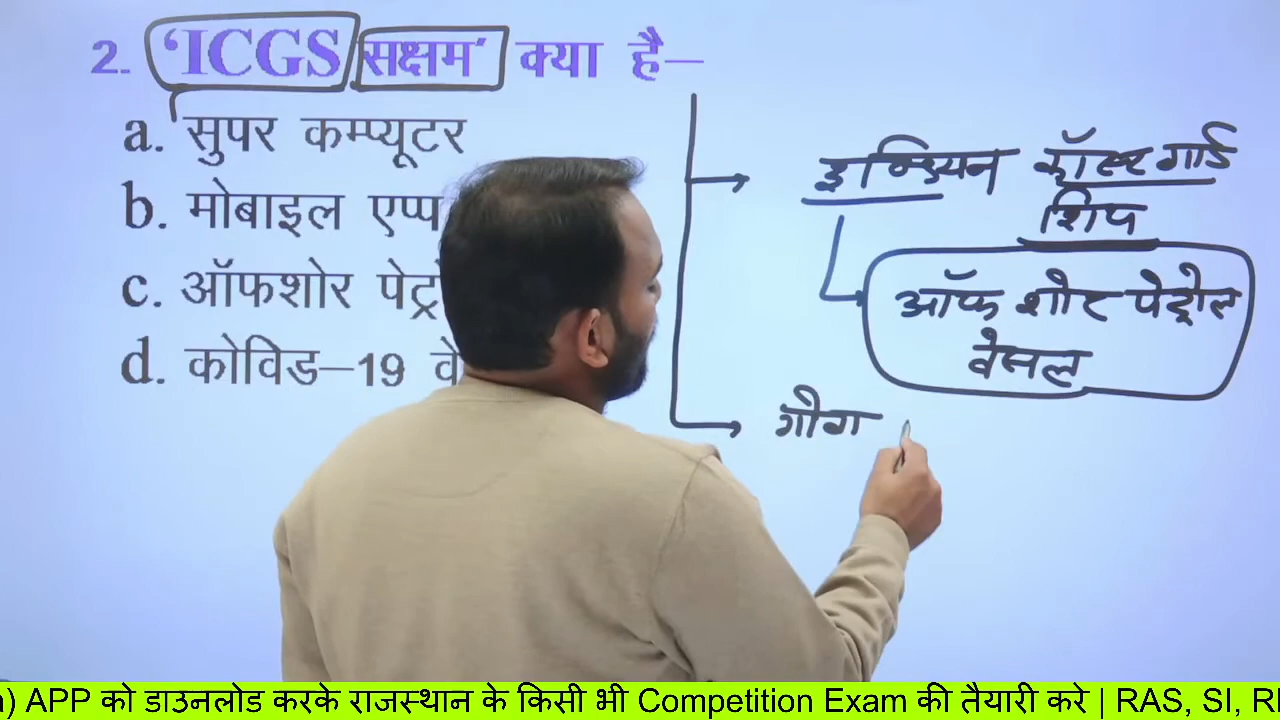 2. ‘ICGS सक्षम’ क्या है–
a. सुपर कम्प्यूटर
b. मोबाइल एप्प
c. ऑफशोर
d. कोविड–19
इन्डियन कॉस्ट गार्ड
शिप
ऑफ शोर पेट्रोल
वेसल
गोवा
APP को डाउनलोड करके राजस्थान के किसी भी Competition Exam की तैयारी करे | RAS, SI,